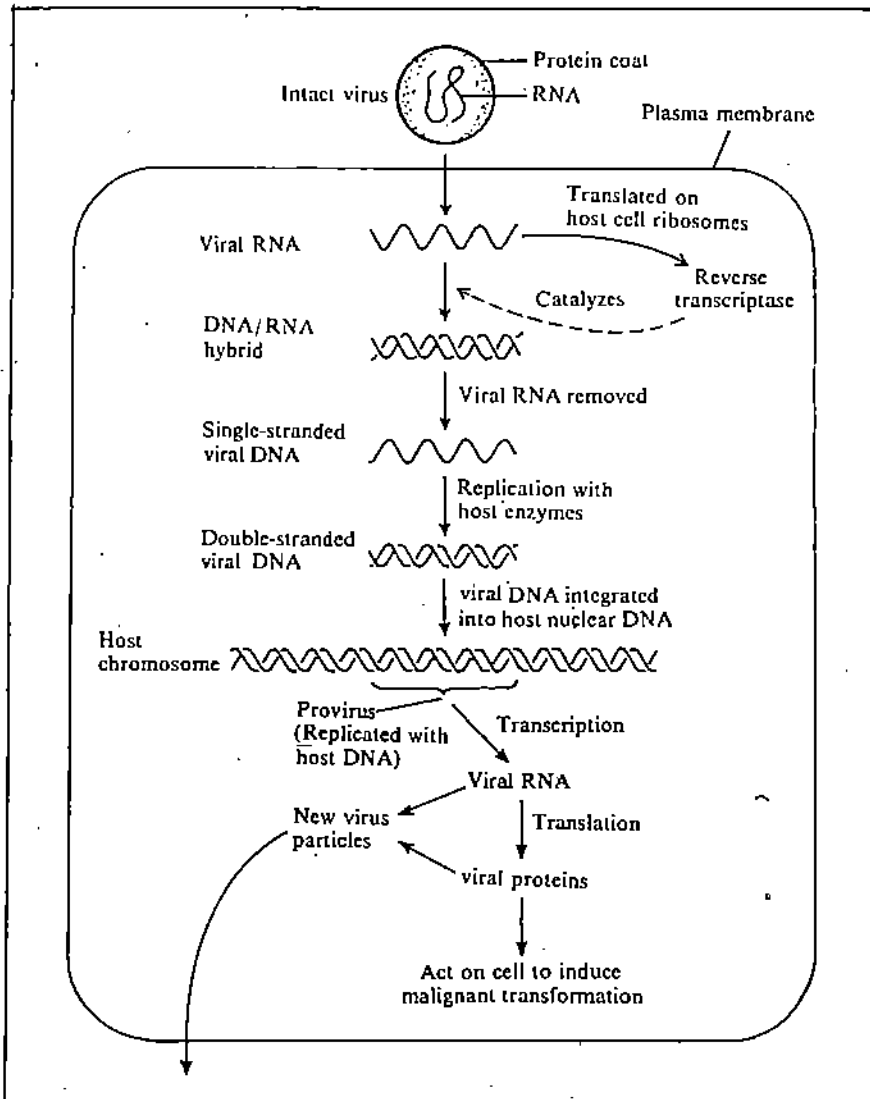 Protein coat
Intact virus
RNA
Plasma membrane
Translated on
host cell ribosomes
Viral RNA
Reverse
transcriptase
Catalyzes
DNA/RNA
hybrid
Viral RNA removed
Single-stranded
viral DNA
Replication with
host enzymes
Double-stranded
viral DNA
viral DNA integrated
into host nuclear DNA
Host
chromosome
Provirus
(Replicated with
host DNA)
Transcription
Viral RNA
New virus
particles
Translation
viral proteins
Act on cell to induce
malignant transformation